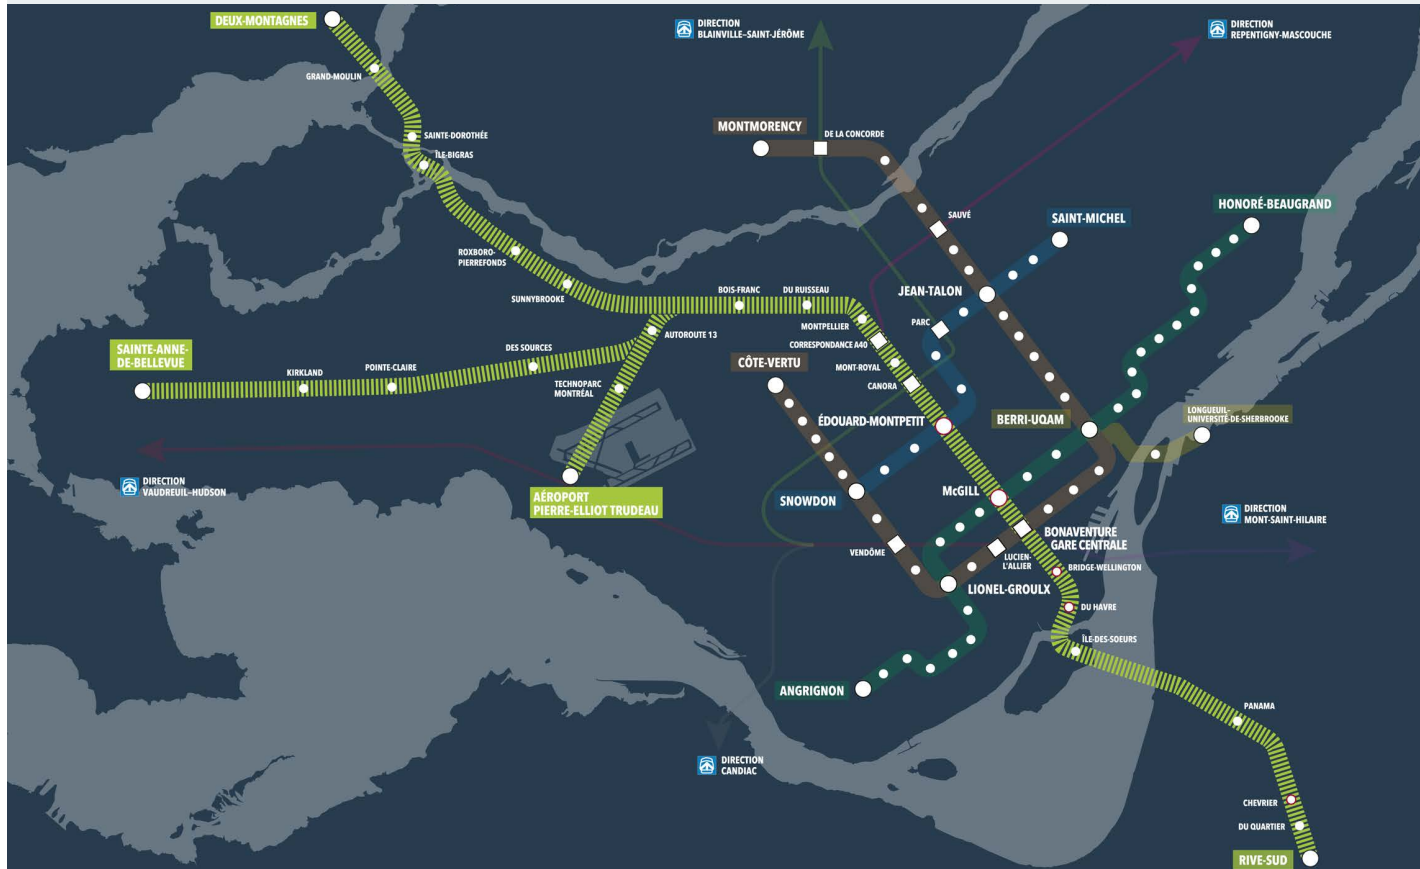 DEUX-MONTAGNES
GRAND-MOULIN
SAINTE-DOROTHÉE
ÎLE-BIGRAS
ROXBORO-
PIERREFONDS
SUNNYBROOKE
DIRECTION
BLAINVILLE–SAINT-JÉRÔME
DIRECTION
REPENTIGNY-MASCOUCHE
MONTMORENCY
DE LA CONCORDE
SAUVÉ
SAINT-MICHEL
HONORÉ-BEAUGRAND
JEAN-TALON
PARC
BOIS-FRANC
DU RUISSEAU
MONTPELLIER
AUTOROUTE 13
CORRESPONDANCE A40
MONT-ROYAL
CANORA
SAINTE-ANNE-
DE-BELLEVUE
KIRKLAND
POINTE-CLAIRE
DES SOURCES
TECHNOPARC
MONTRÉAL
CÔTE-VERTU
ÉDOUARD-MONTPETIT
BERRI-UQAM
LONGUEUIL–
UNIVERSITÉ-DE-SHERBROOKE
DIRECTION
VAUDREUIL–HUDSON
AÉROPORT
PIERRE-ELLIOT TRUDEAU
SNOWDON
McGILL
DIRECTION
MONT-SAINT-HILAIRE
VENDÔME
LUCIEN-
L'ALLIER
BONAVENTURE
GARE CENTRALE
BRIDGE-WELLINGTON
LIONEL-GROULX
DU HAVRE
ÎLE-DES-SOEURS
ANGRIGNON
PANAMA
DIRECTION
CANDIAC
CHEVRIER
DU QUARTIER
RIVE-SUD